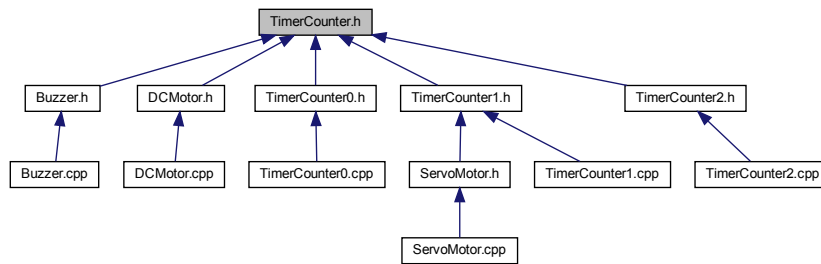 TimerCounter.h
Buzzer.h
DCMotor.h
TimerCounter0.h
TimerCounter1.h
TimerCounter2.h
Buzzer.cpp
DCMotor.cpp
TimerCounter0.cpp
ServoMotor.h
TimerCounter1.cpp
TimerCounter2.cpp
ServoMotor.cpp